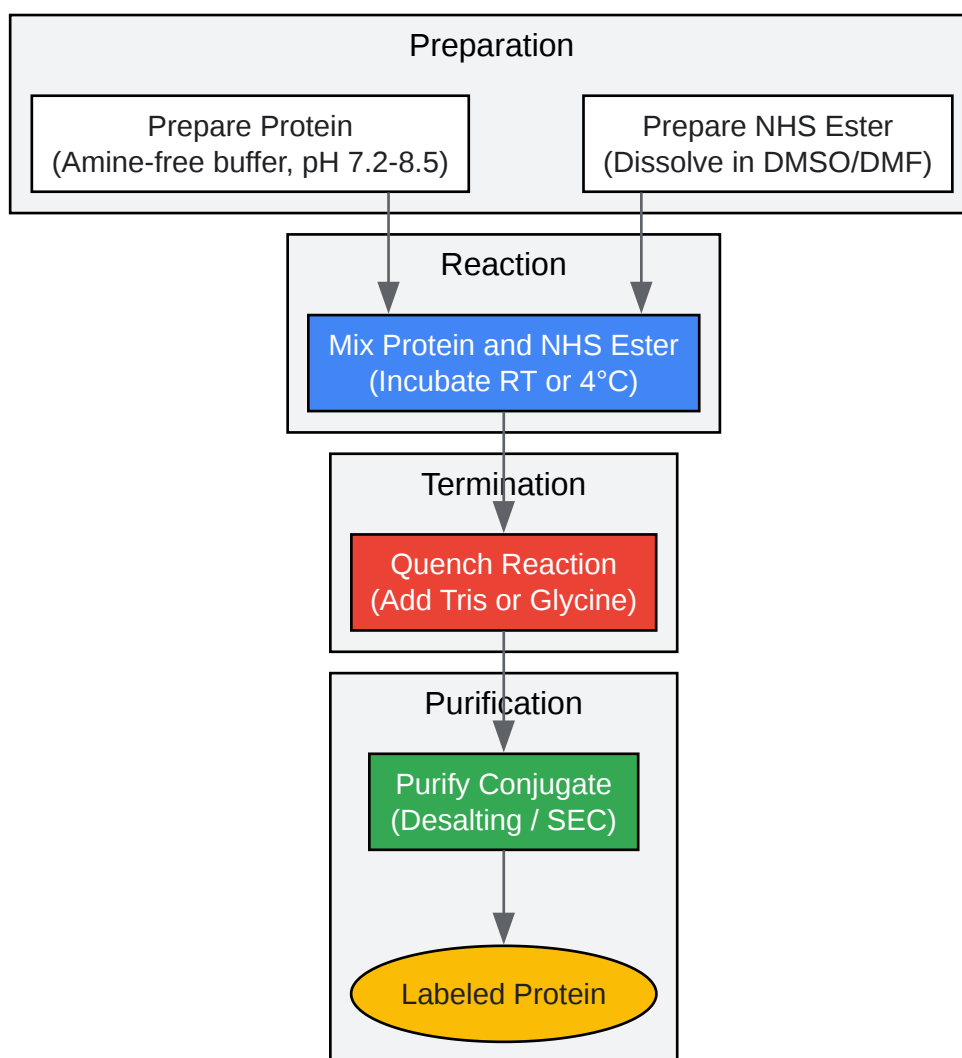 Preparation
Prepare Protein
(Amine-free buffer, pH 7.2-8.5)
Prepare NHS Ester
(Dissolve in DMSO/DMF)
Reaction
Mix Protein and NHS Ester
(Incubate RT or 4°C)
Termination
Quench Reaction
(Add Tris or Glycine)
Purification
Purify Conjugate
(Desalting / SEC)
Labeled Protein